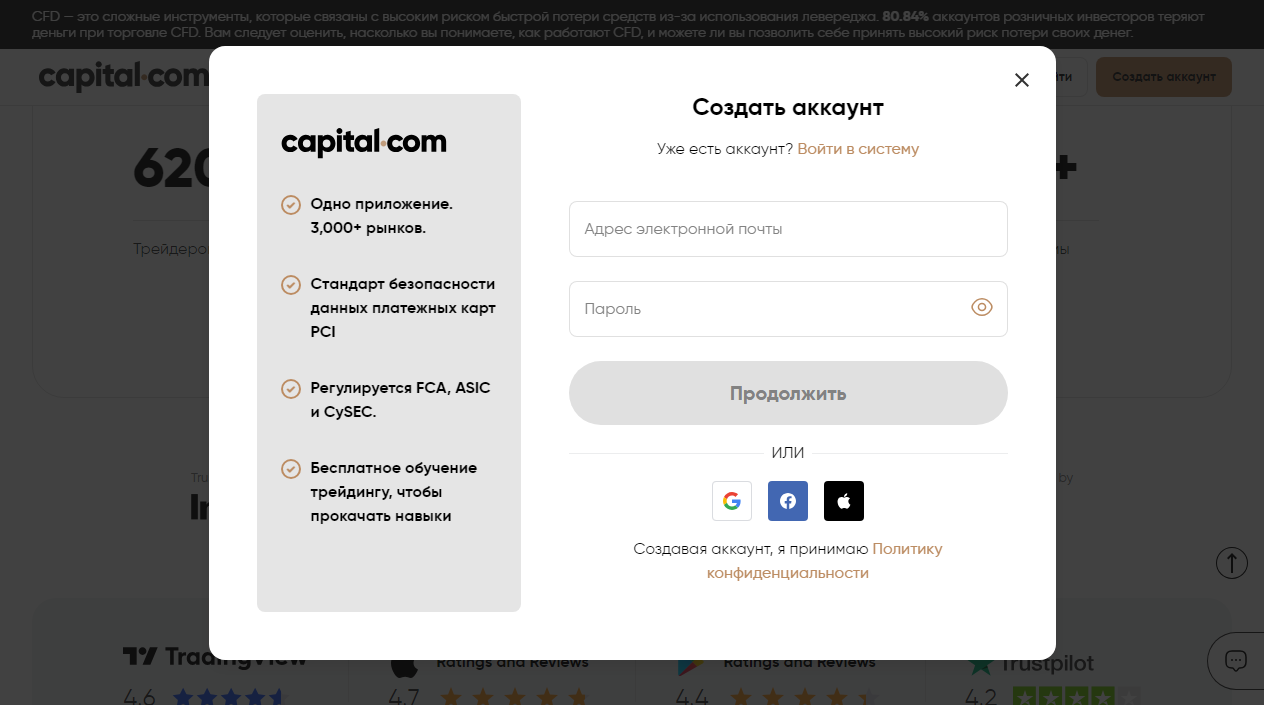 CFD — это сложные инструменты, которые связаны с высоким риском быстрой потери средств из-за использования левереджа. 80.84% аккаунтов розничных инвесторов теряют
деньги при торговле CFD. Вам следует оценить, насколько вы понимаете, как работают CFD, и можете ли вы позволить себе принять высокий риск потери своих денег.
capital.com
Создать аккаунт
620
+
Трейдеро
capital.com
Одно приложение.
3,000+ рынков.
Стандарт безопасности
данных платежных карт
PCI
Регулируется FCA, ASIC
и CySEC.
Бесплатное обучение
трейдингу, чтобы
прокачать навыки
Создать аккаунт
Уже есть аккаунт? Войти в систему
Адрес электронной почты
Пароль
Продолжить
ИЛИ
Создавая аккаунт, я принимаю Политику
конфиденциальности
by
TradingView
Ratings and Reviews
Ratings and Reviews
Trustpilot
4.6
4.7
4.4
4.2